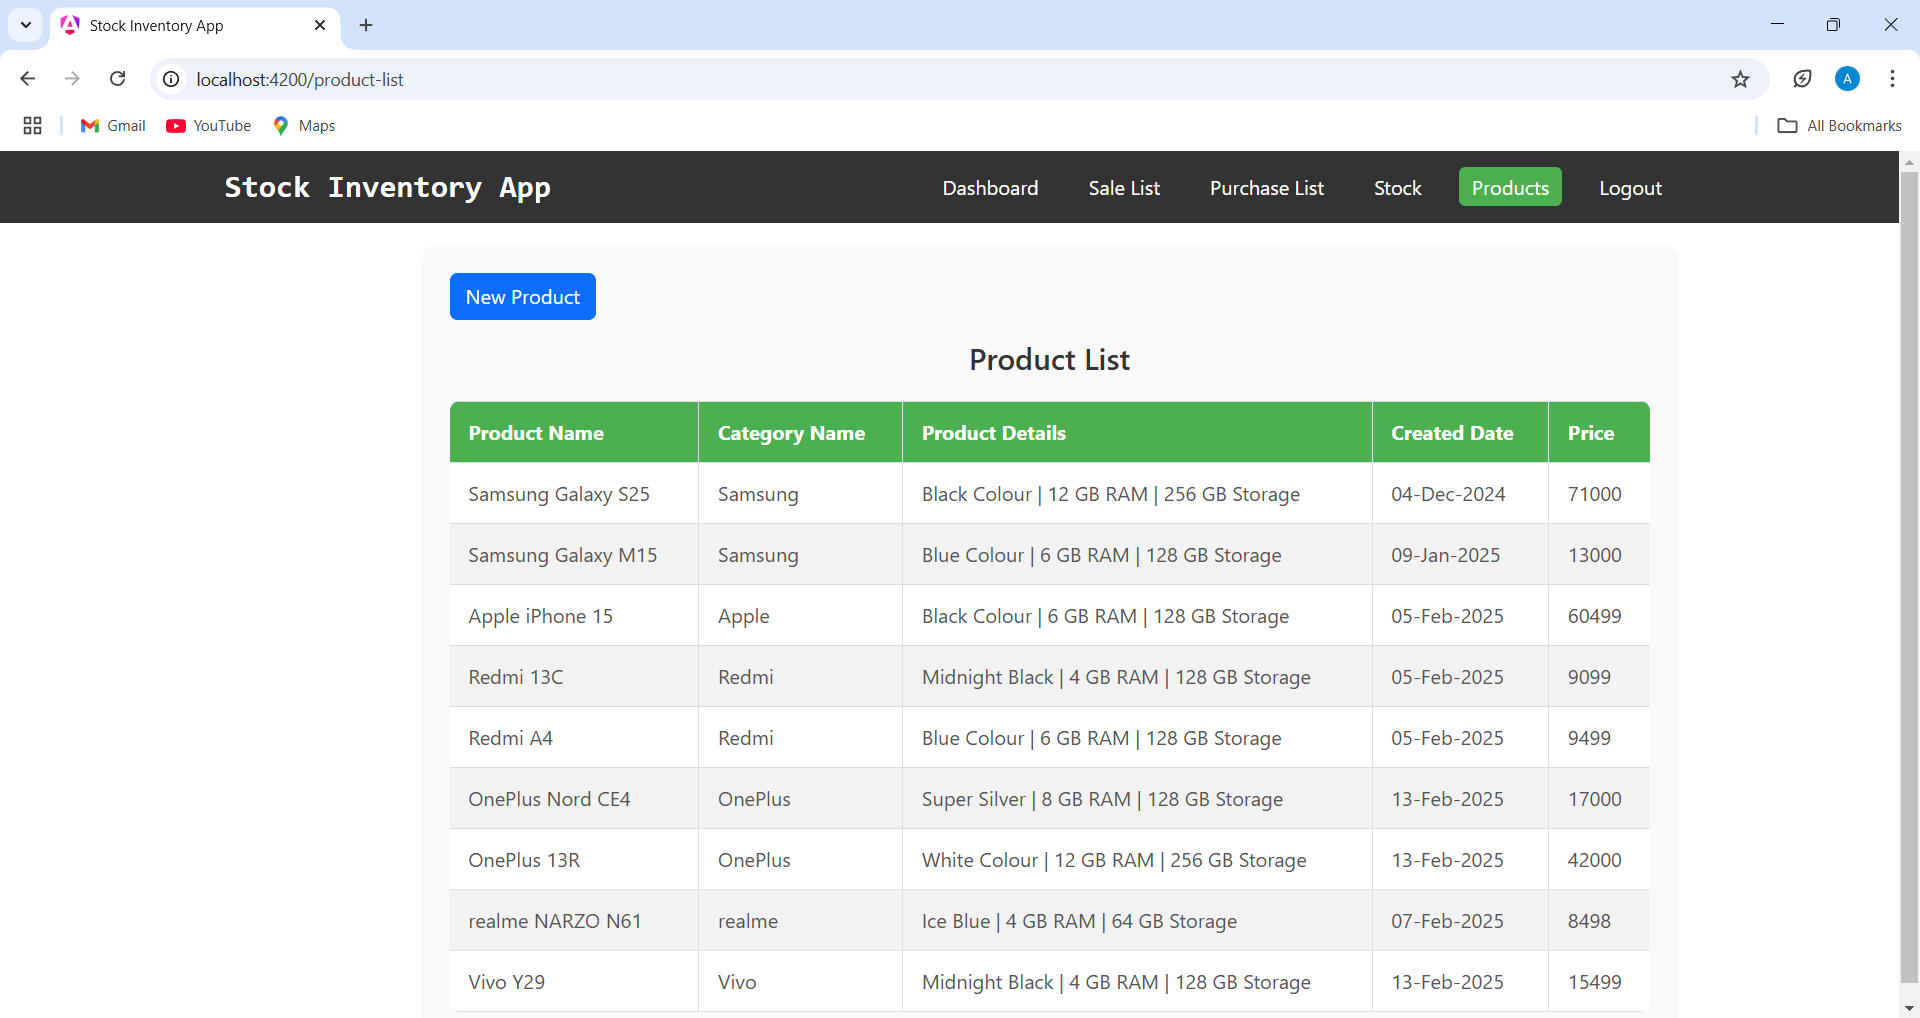 Stock Inventory App
localhost:4200/product-list
A
Gmail YouTube Maps All Bookmarks
Stock Inventory App Dashboard Sale List Purchase List Stock Products Logout
New Product
Product List
Product Name Category Name Product Details Created Date Price
Samsung Galaxy S25 Samsung Black Colour | 12 GB RAM | 256 GB Storage 04-Dec-2024 71000
Samsung Galaxy M15 Samsung Blue Colour | 6 GB RAM | 128 GB Storage 09-Jan-2025 13000
Apple iPhone 15 Apple Black Colour | 6 GB RAM | 128 GB Storage 05-Feb-2025 60499
Redmi 13C Redmi Midnight Black | 4 GB RAM | 128 GB Storage 05-Feb-2025 9099
Redmi A4 Redmi Blue Colour | 6 GB RAM | 128 GB Storage 05-Feb-2025 9499
OnePlus Nord CE4 OnePlus Super Silver | 8 GB RAM | 128 GB Storage 13-Feb-2025 17000
OnePlus 13R OnePlus White Colour | 12 GB RAM | 256 GB Storage 13-Feb-2025 42000
realme NARZO N61 realme Ice Blue | 4 GB RAM | 64 GB Storage 07-Feb-2025 8498
Vivo Y29 Vivo Midnight Black | 4 GB RAM | 128 GB Storage 13-Feb-2025 15499